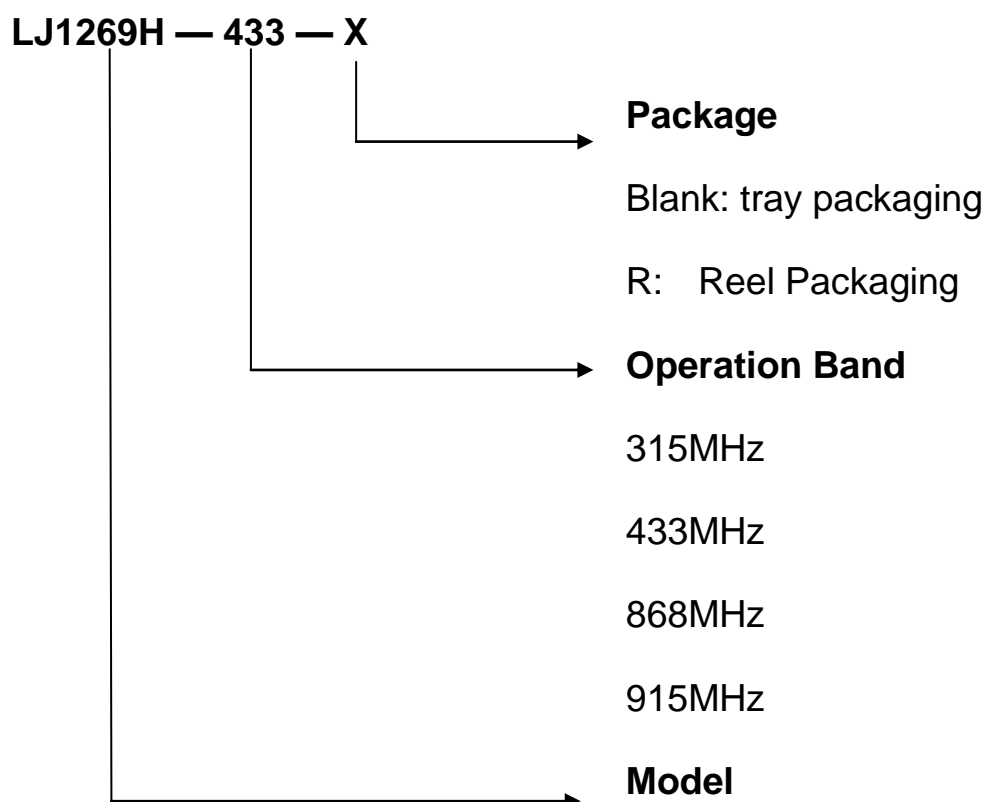 LJ1269H — 433 — X
Package
Blank: tray packaging
R: Reel Packaging
Operation Band
315MHz
433MHz
868MHz
915MHz
Model